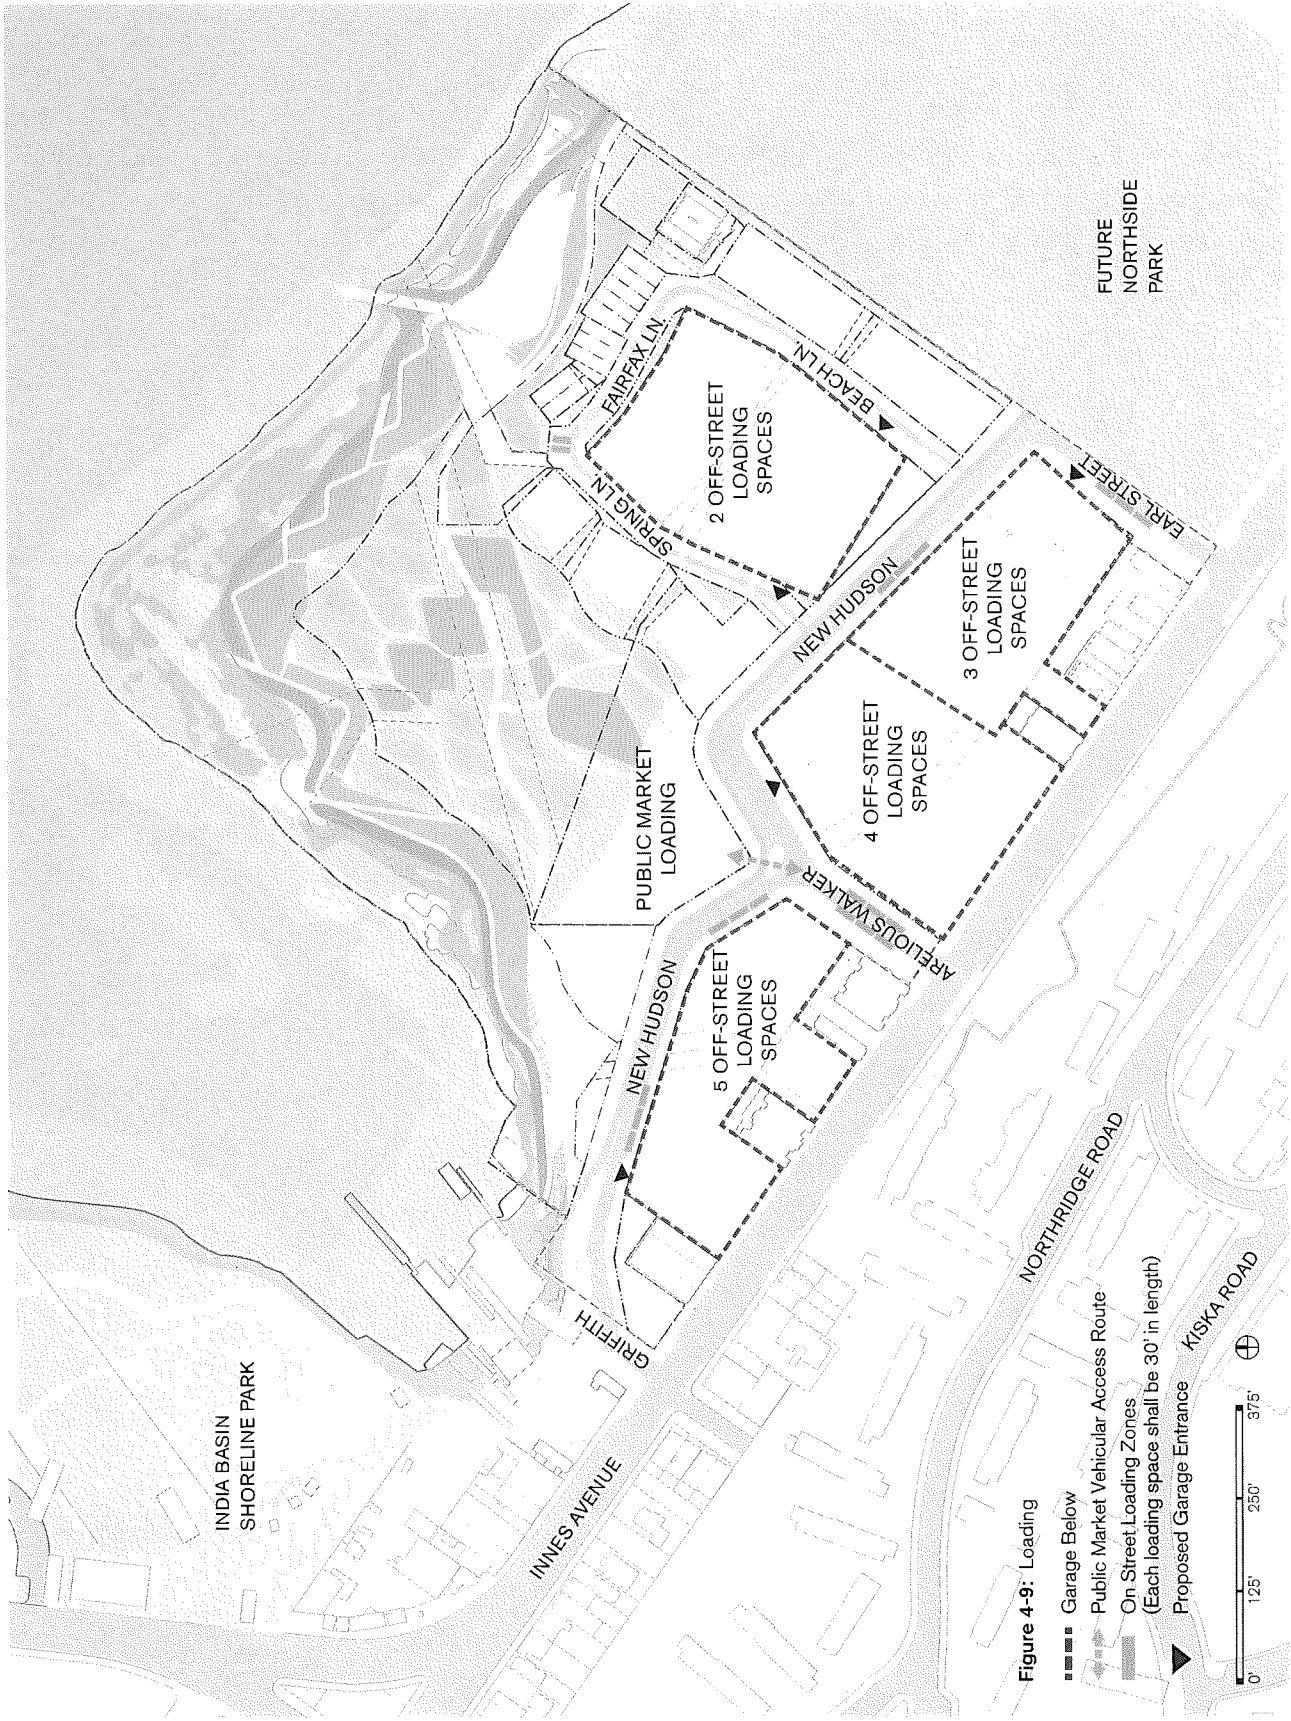 INDIA BASIN
SHORELINE PARK
INNES AVENUE
GRIFFITH
NEW HUDSON
5 OFF-STREET
LOADING
SPACES
PUBLIC MARKET
LOADING
ARELIOUS WALKER
4 OFF-STREET
LOADING
SPACES
NEW HUDSON
3 OFF-STREET
LOADING
SPACES
SPRING LN
2 OFF-STREET
LOADING
SPACES
FAIRFAX LN
BEACH LN
EARL STREET
FUTURE
NORTHSIDE
PARK
NORTHRIDGE ROAD
KISKA ROAD
Figure 4-9: Loading
Garage Below
Public Market Vehicular Access Route
On Street Loading Zones
(Each loading space shall be 30' in length)
Proposed Garage Entrance
0' 125' 250' 375'